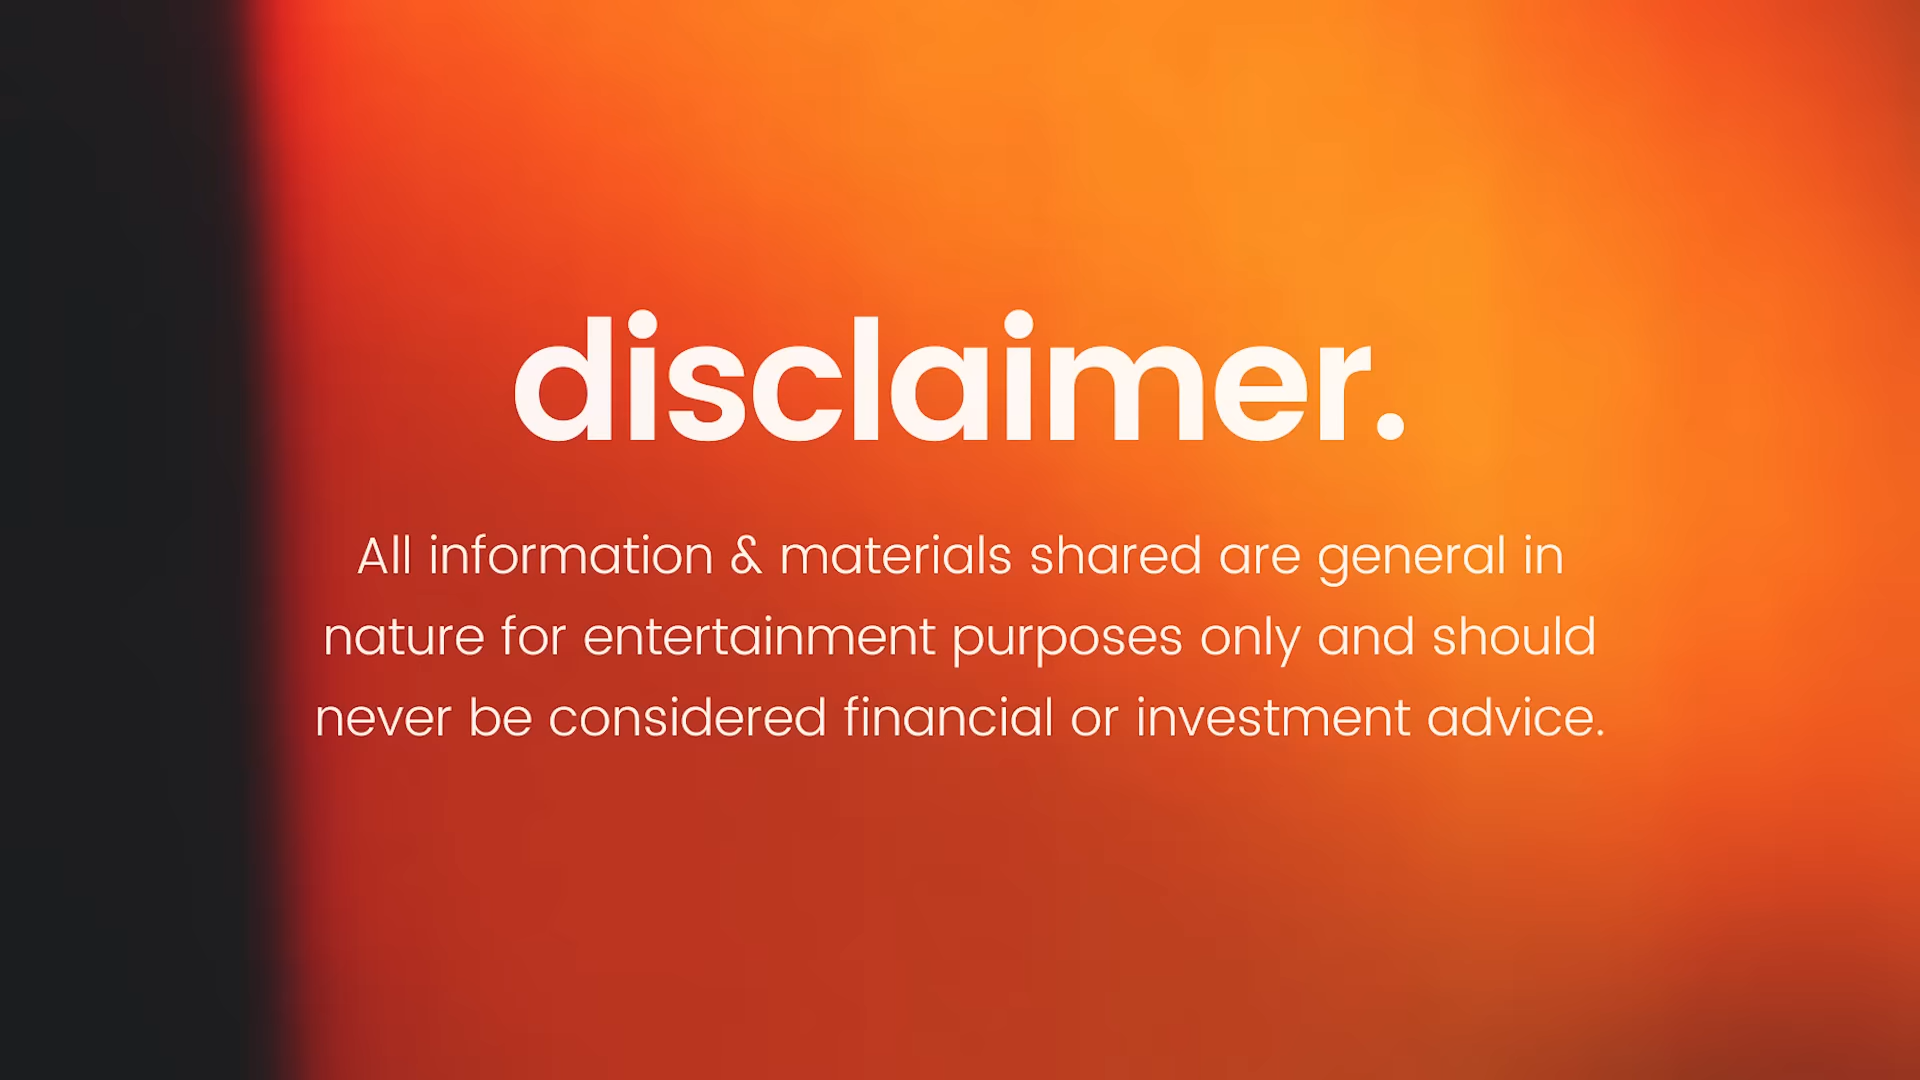 disclaimer.
All information & materials shared are general in
nature for entertainment purposes only and should
never be considered financial or investment advice.